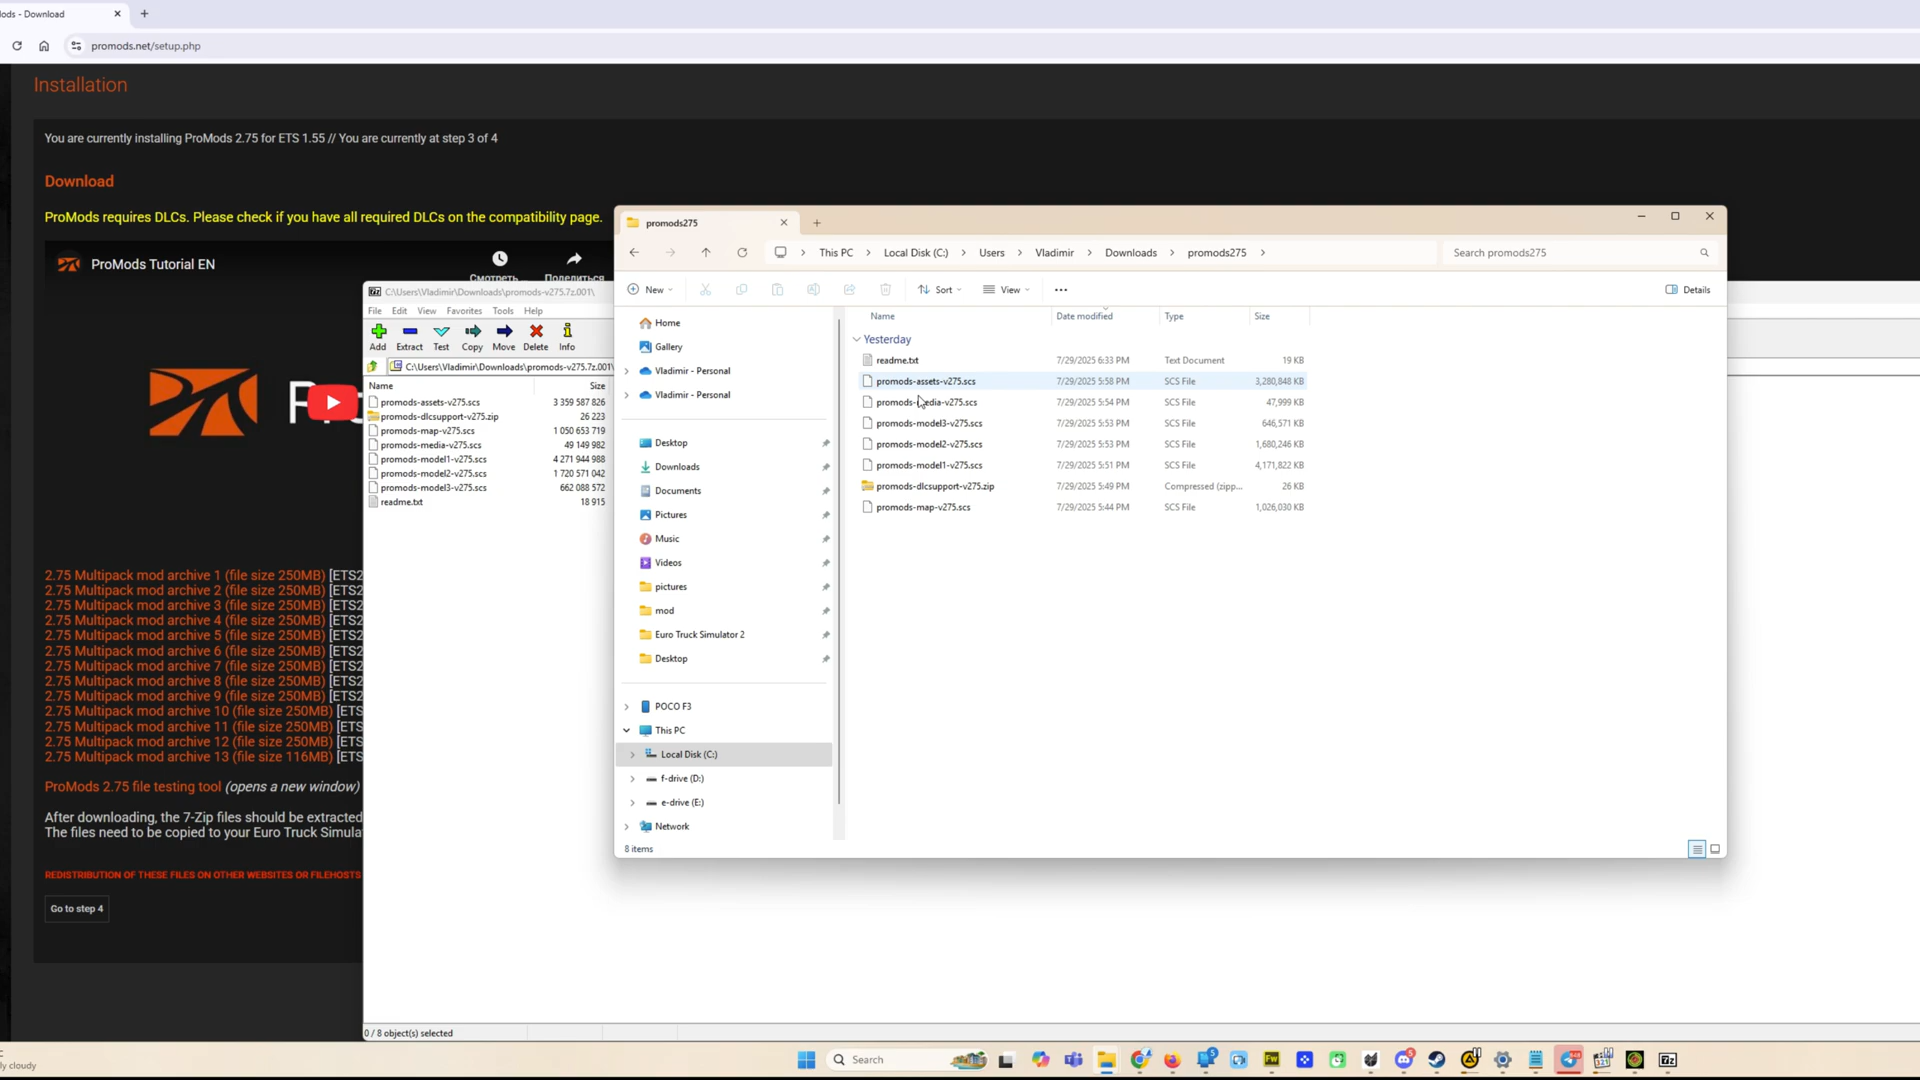 ods - Download
promods.net/setup.php
Installation
You are currently installing ProMods 2.75 for ETS 1.55 // You are currently at step 3 of 4
Download
ProMods requires DLCs. Please check if you have all required DLCs on the compatibility page.
ProMods Tutorial EN
Смотреть
Поделиться
2.75 Multipack mod archive 1 (file size 250MB) [ETS2
2.75 Multipack mod archive 2 (file size 250MB) [ETS2
2.75 Multipack mod archive 3 (file size 250MB) [ETS2
2.75 Multipack mod archive 4 (file size 250MB) [ETS2
2.75 Multipack mod archive 5 (file size 250MB) [ETS2
2.75 Multipack mod archive 6 (file size 250MB) [ETS2
2.75 Multipack mod archive 7 (file size 250MB) [ETS2
2.75 Multipack mod archive 8 (file size 250MB) [ETS2
2.75 Multipack mod archive 9 (file size 250MB) [ETS2
2.75 Multipack mod archive 10 (file size 250MB) [ETS
2.75 Multipack mod archive 11 (file size 250MB) [ETS
2.75 Multipack mod archive 12 (file size 250MB) [ETS
2.75 Multipack mod archive 13 (file size 116MB) [ETS
ProMods 2.75 file testing tool (opens a new window)
After downloading, the 7-Zip files should be extracted
The files need to be copied to your Euro Truck Simula
REDISTRIBUTION OF THESE FILES ON OTHER WEBSITES OR FILEHOSTS
Go to step 4
C:\Users\Vladimir\Downloads\promods-v275.7z.001\
File Edit View Favorites Tools Help
Add Extract Test Copy Move Delete Info
C:\Users\Vladimir\Downloads\promods-v275.7z.001\
Name Size
promods-assets-v275.scs 3 359 587 826
promods-dlcsupport-v275.zip 26 223
promods-map-v275.scs 1 050 653 719
promods-media-v275.scs 49 149 982
promods-model1-v275.scs 4 271 944 988
promods-model2-v275.scs 1 720 571 042
promods-model3-v275.scs 662 088 572
readme.txt 18 915
0 / 8 object(s) selected
promods275
This PC Local Disk (C:) Users Vladimir Downloads promods275
Search promods275
New Sort View Details
Home
Gallery
Vladimir - Personal
Vladimir - Personal
Desktop
Downloads
Documents
Pictures
Music
Videos
pictures
mod
Euro Truck Simulator 2
Desktop
POCO F3
This PC
Local Disk (C:)
f-drive (D:)
e-drive (E:)
Network
Name Date modified Type Size
Yesterday
readme.txt 7/29/2025 6:33 PM Text Document 19 KB
promods-assets-v275.scs 7/29/2025 5:58 PM SCS File 3,280,848 KB
promods-media-v275.scs 7/29/2025 5:54 PM SCS File 47,999 KB
promods-model3-v275.scs 7/29/2025 5:53 PM SCS File 646,571 KB
promods-model2-v275.scs 7/29/2025 5:53 PM SCS File 1,680,246 KB
promods-model1-v275.scs 7/29/2025 5:51 PM SCS File 4,171,822 KB
promods-dlcsupport-v275.zip 7/29/2025 5:49 PM Compressed (zipp... 26 KB
promods-map-v275.scs 7/29/2025 5:44 PM SCS File 1,026,030 KB
8 items
ly cloudy
Search